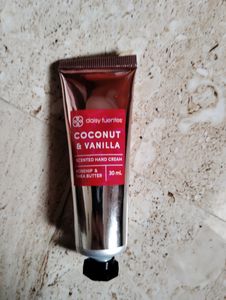 daisy fuentes
COCONUT
& VANILLA
SCENTED HAND CREAM
ROSEHIP &
SHEA BUTTER
30 mL